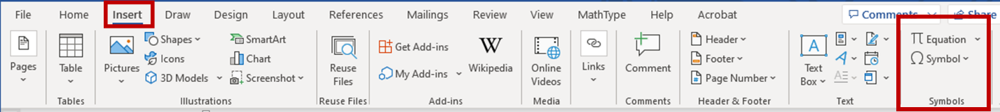 File Home Insert Draw Design Layout References Mailings Review View MathType Help Acrobat Comments Share
Pages
Table
Tables
Pictures
Shapes
Icons
3D Models
SmartArt
Chart
Screenshot
Illustrations
Reuse
Files
Reuse Files
Get Add-ins
My Add-ins
W
Wikipedia
Add-ins
Online
Videos
Media
Links
Comment
Comments
Header
Footer
Page Number
Header & Footer
A
Text
Box
Text
π Equation
Ω Symbol
Symbols